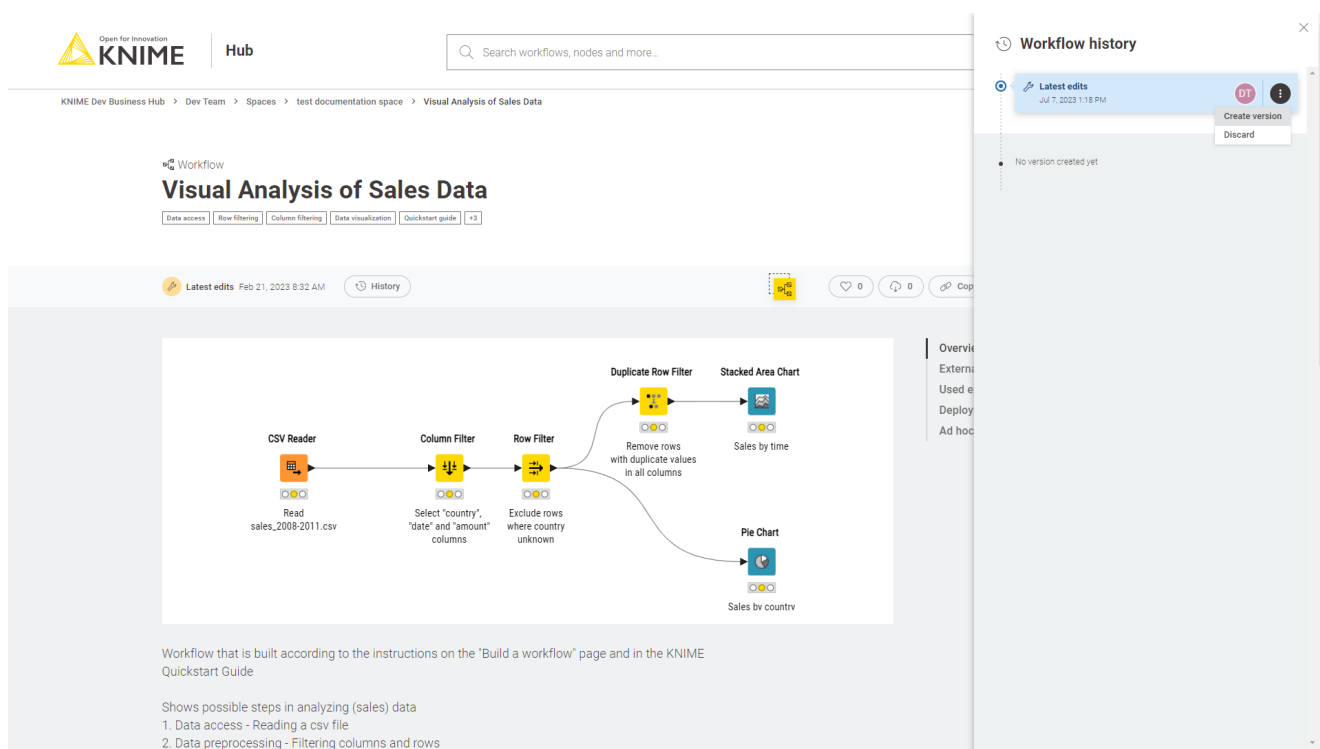 Open for Innovation
KNIME
Hub
Search workflows, nodes and more...
KNIME Dev Business Hub > Dev Team > Spaces > test documentation space > Visual Analysis of Sales Data
Workflow
Visual Analysis of Sales Data
Data access Row filtering Column filtering Data visualization Quickstart guide +3
Latest edits Feb 21, 2023 8:32 AM History 0 0 Cop
Duplicate Row Filter Stacked Area Chart
Remove rows
with duplicate values
in all columns
Sales by time
CSV Reader Column Filter Row Filter
Read
sales_2008-2011.csv
Select "country",
"date" and "amount"
columns
Exclude rows
where country
unknown
Pie Chart
Sales by country
Overvie
Externa
Used e
Deploy
Ad hoc
Workflow that is built according to the instructions on the "Build a workflow" page and in the KNIME
Quickstart Guide
Shows possible steps in analyzing (sales) data
1. Data access - Reading a csv file
2. Data preprocessing - Filtering columns and rows
Workflow history
Latest edits
Jul 7, 2023 1:18 PM
DT
Create version
Discard
No version created yet